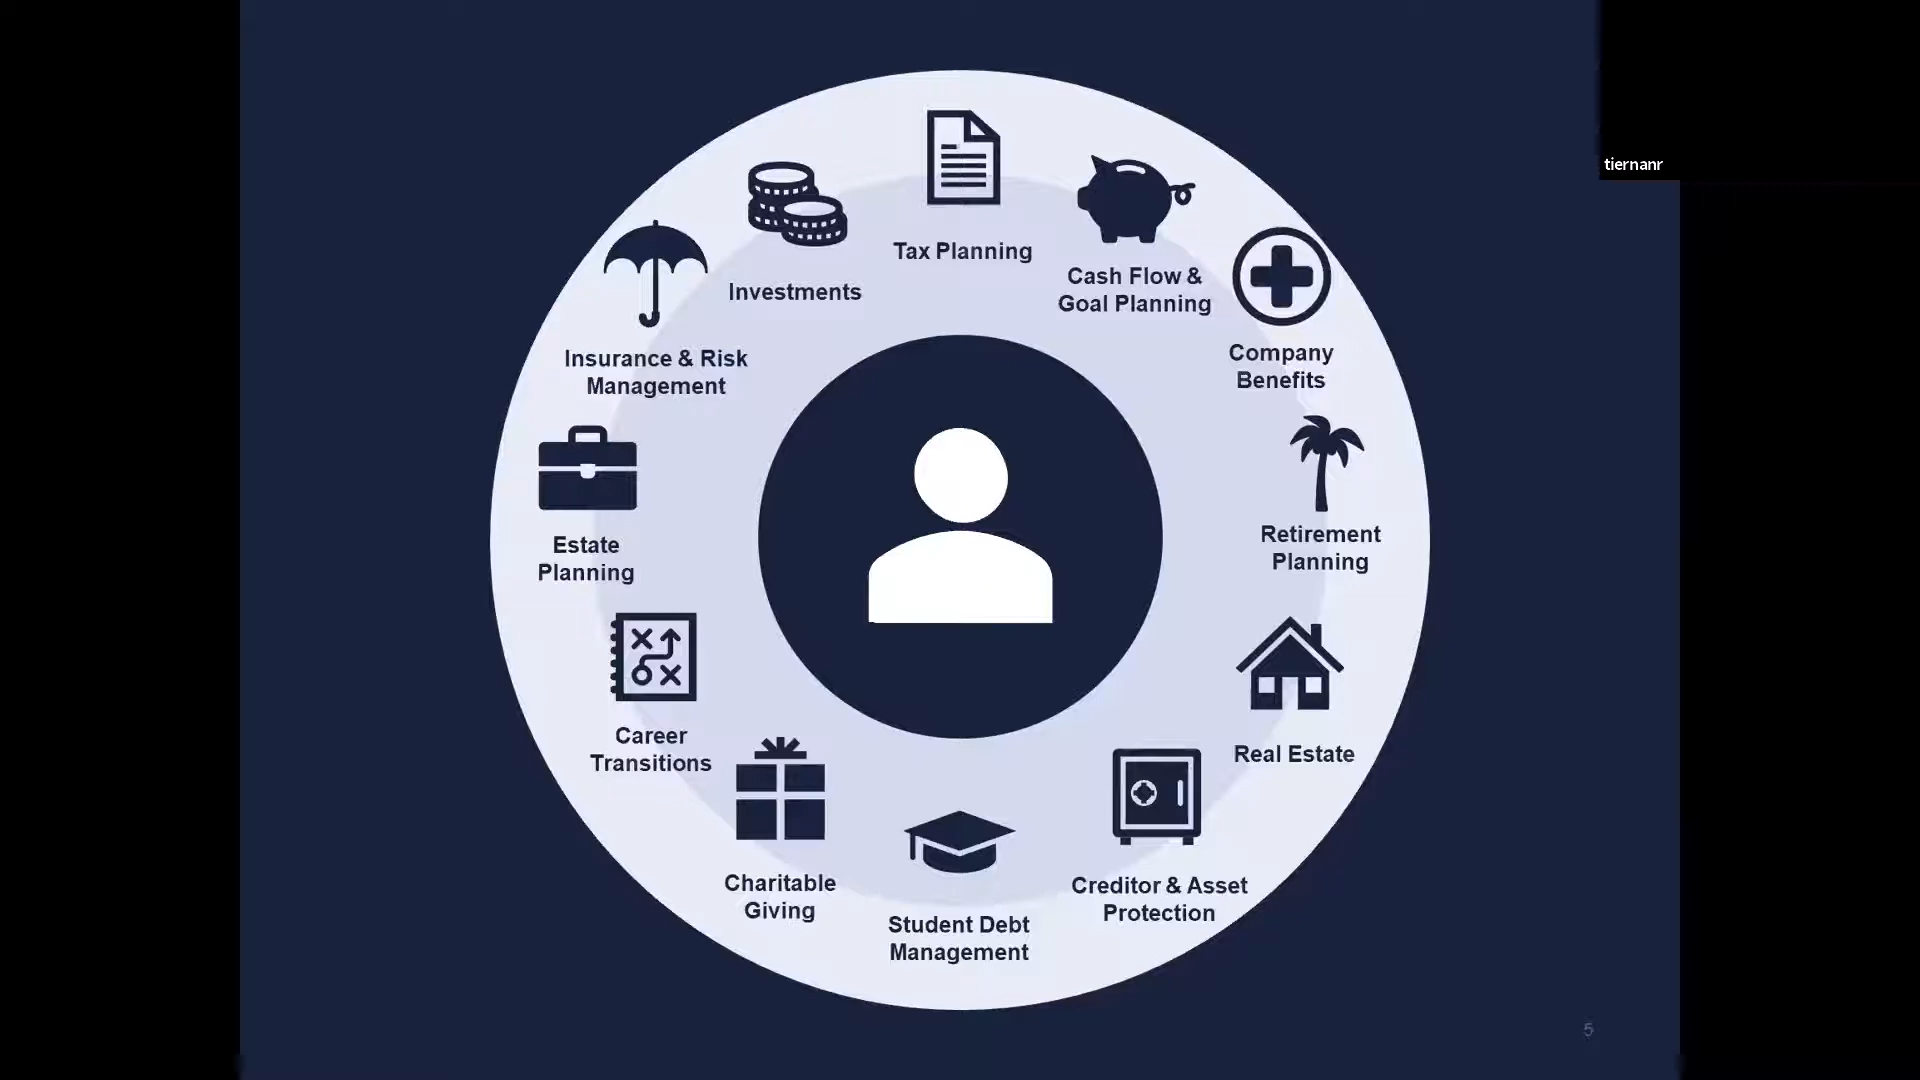 tiernanr
Tax Planning
Cash Flow &
Goal Planning
Company
Benefits
Retirement
Planning
Real Estate
Creditor & Asset
Protection
Student Debt
Management
Charitable
Giving
Career
Transitions
Estate
Planning
Insurance & Risk
Management
Investments
5